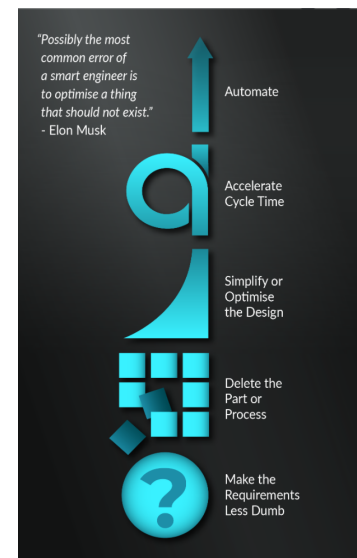 “Possibly the most
common error of
a smart engineer is
to optimise a thing
that should not exist.”
- Elon Musk
Automate
Accelerate
Cycle Time
Simplify or
Optimise
the Design
Delete the
Part or
Process
?
Make the
Requirements
Less Dumb